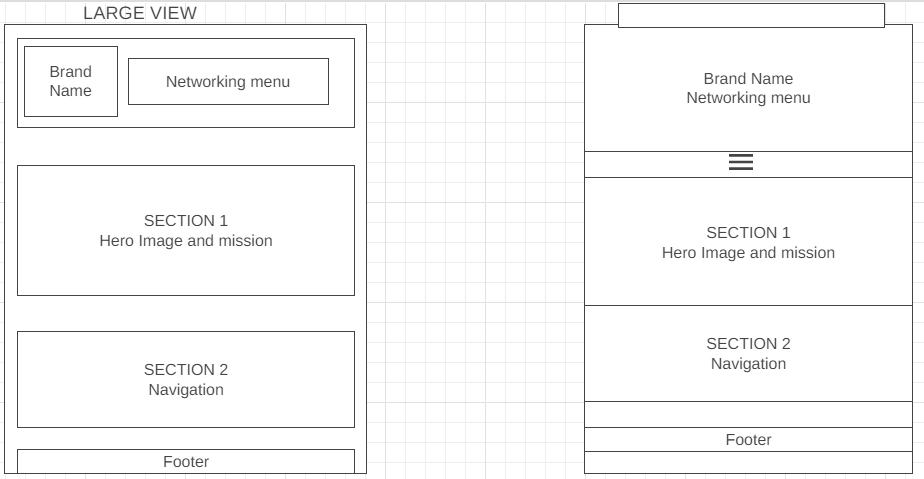 LARGE VIEW
Brand
Name
Networking menu
SECTION 1
Hero Image and mission
SECTION 2
Navigation
Footer
Brand Name
Networking menu
SECTION 1
Hero Image and mission
SECTION 2
Navigation
Footer